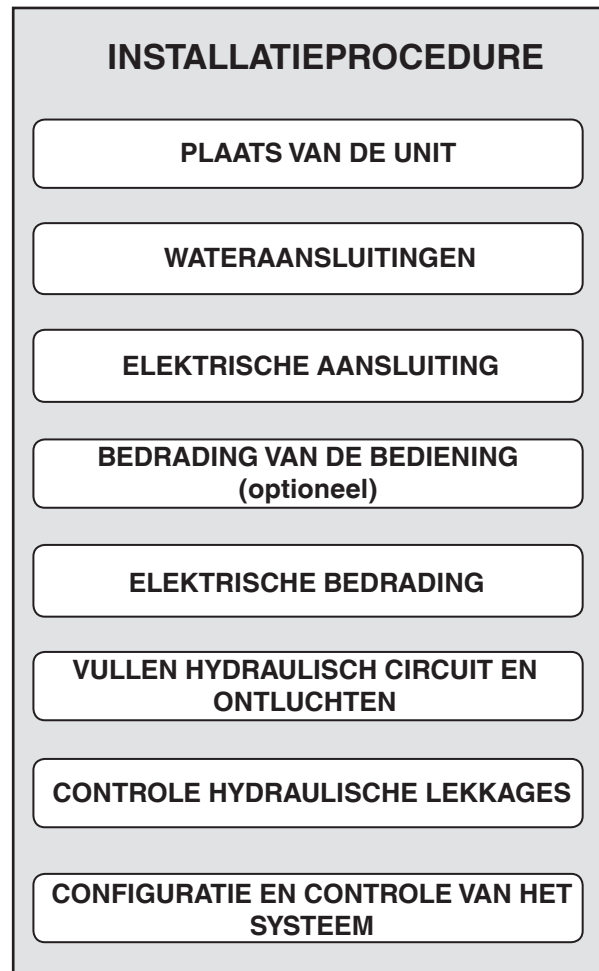 INSTALLATIEPROCEDURE
PLAATS VAN DE UNIT
WATERAANSLUITINGEN
ELEKTRISCHE AANSLUITING
BEDRADING VAN DE BEDIENING
(optioneel)
ELEKTRISCHE BEDRADING
VULLEN HYDRAULISCH CIRCUIT EN
ONTLUCHTEN
CONTROLE HYDRAULISCHE LEKKAGES
CONFIGURATIE EN CONTROLE VAN HET
SYSTEEM